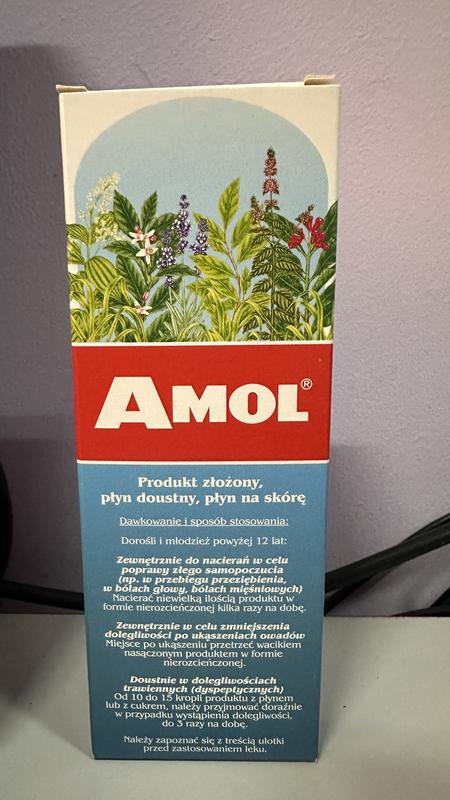 AMOL®
Produkt złożony,
płyn doustny, płyn na skórę
Dawkowanie i sposób stosowania:
Dorośli i młodzież powyżej 12 lat:
Zewnętrznie do nacierań w celu
poprawy złego samopoczucia
(np. w przebiegu przeziębienia,
w bólach głowy, bólach mięśniowych)
Nacierać niewielką ilością produktu w
formie nierozcieńczonej kilka razy na dobę.
Zewnętrznie w celu zmniejszenia
dolegliwości po ukąszeniach owadów
Miejsce po ukąszeniu przetrzeć wacikiem
nasączonym produktem w formie
nierozcieńczonej.
Doustnie w dolegliwościach
trawiennych (dyspeptycznych)
Od 10 do 15 kropli produktu z płynem
lub z cukrem, należy przyjmować doraźnie
w przypadku wystąpienia dolegliwości,
do 3 razy na dobę.
Należy zapoznać się z treścią ulotki
przed zastosowaniem leku.